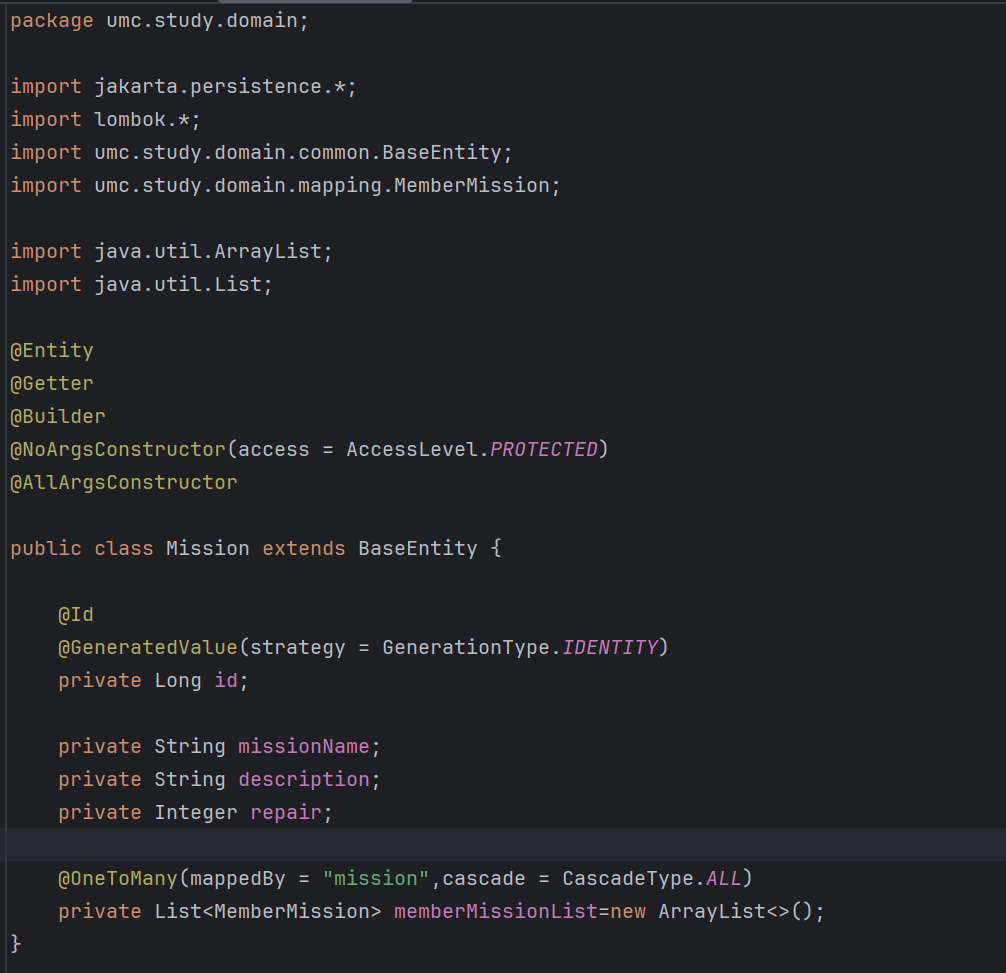 package umc.study.domain;
import jakarta.persistence.*;
import lombok.*;
import umc.study.domain.common.BaseEntity;
import umc.study.domain.mapping.MemberMission;
import java.util.ArrayList;
import java.util.List;
@Entity
@Getter
@Builder
@NoArgsConstructor(access = AccessLevel.PROTECTED)
@AllArgsConstructor
public class Mission extends BaseEntity {
@Id
@GeneratedValue(strategy = GenerationType.IDENTITY)
private Long id;
private String missionName;
private String description;
private Integer repair;
@OneToMany(mappedBy = "mission",cascade = CascadeType.ALL)
private List<MemberMission> memberMissionList=new ArrayList<>();
}